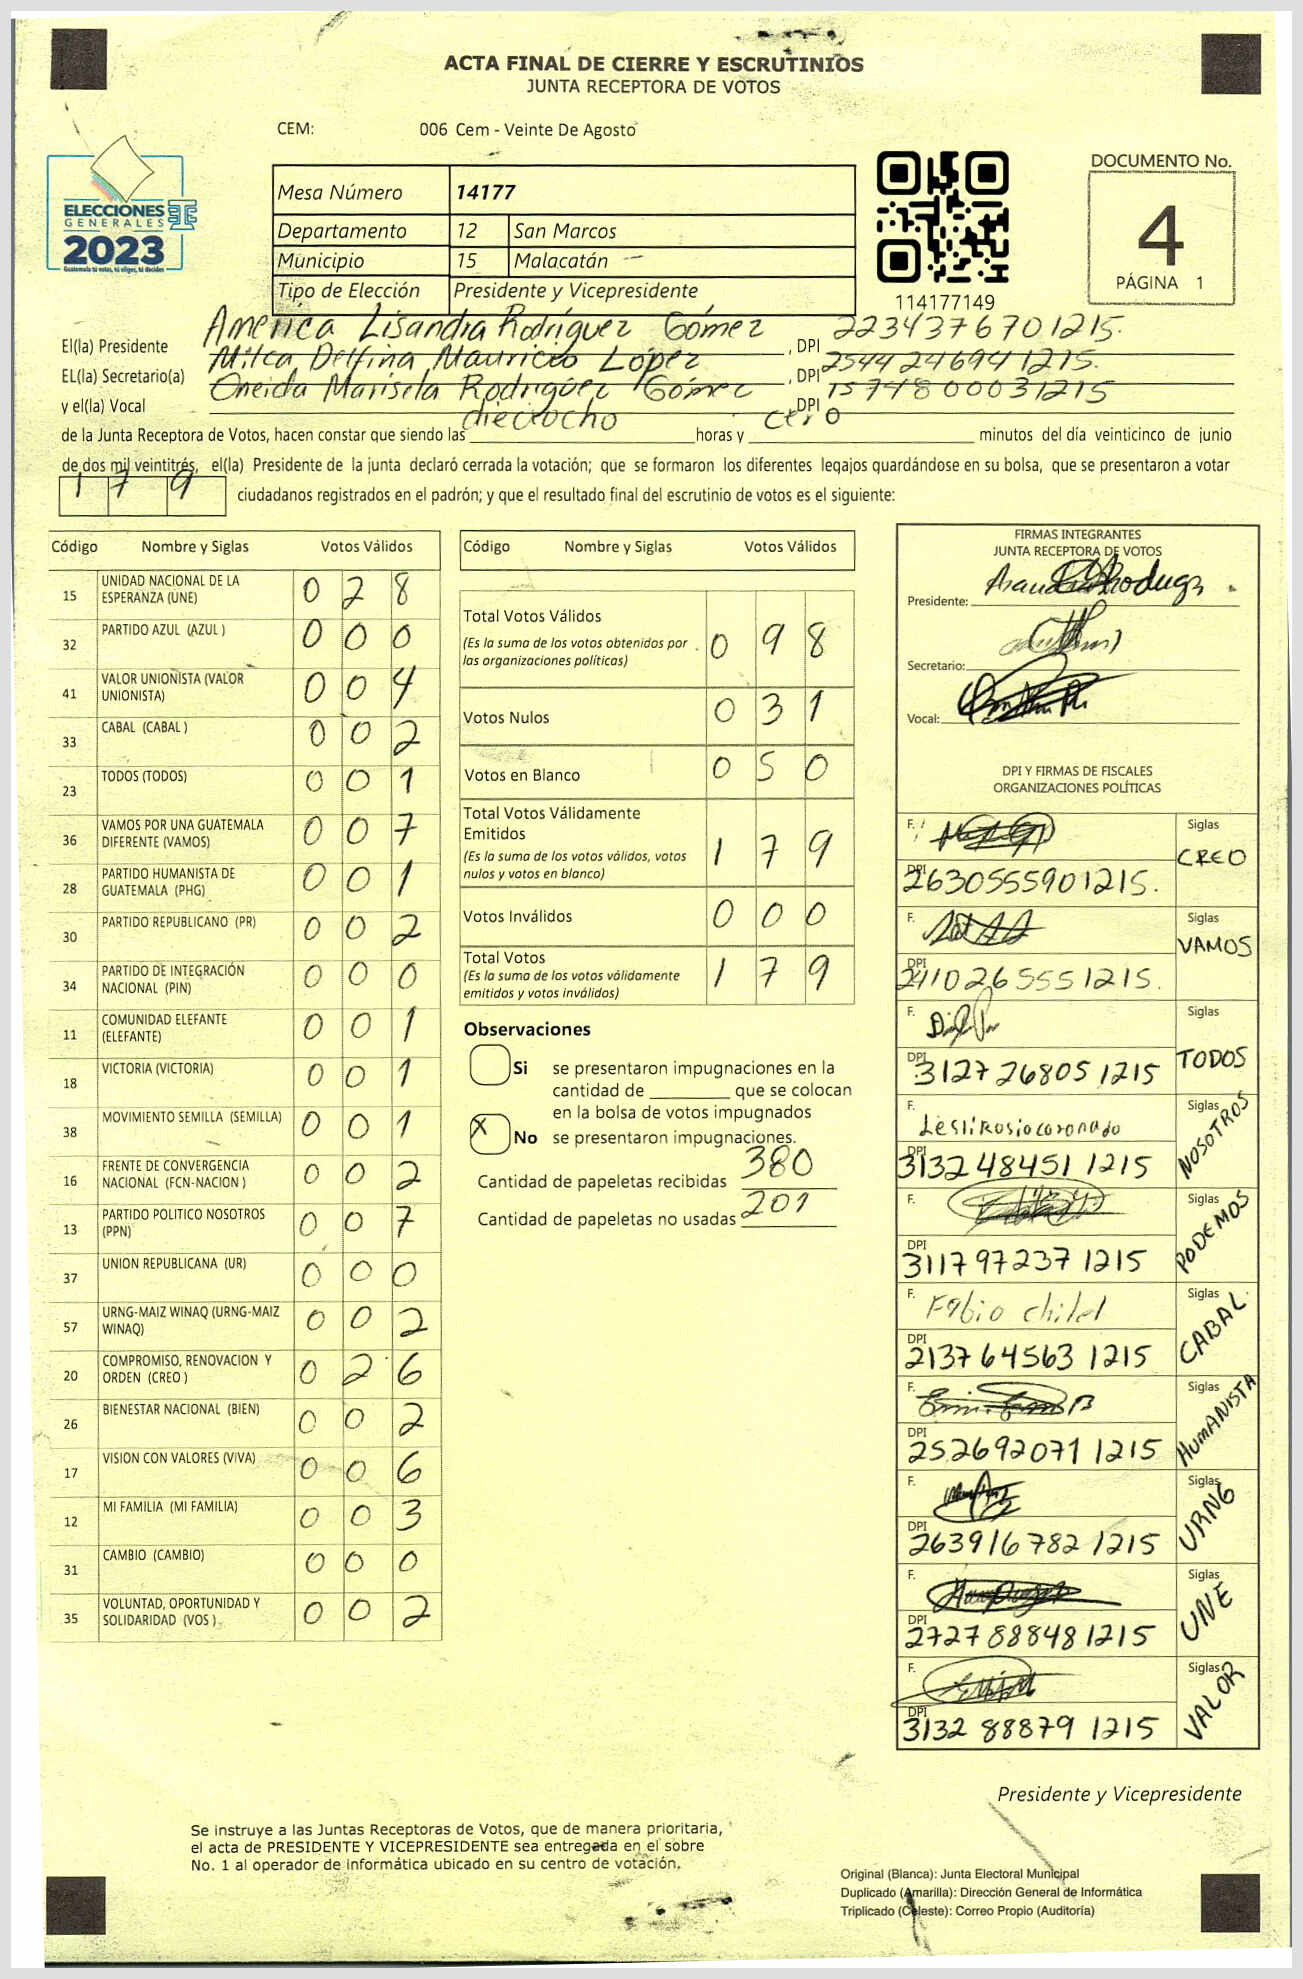 ACTA FINAL DE CIERRE Y ESCRUTINIOS
JUNTA RECEPTORA DE VOTOS
CEM: 006 Cem - Veinte De Agosto
ELECCIONES
GENERALES
2023
Guatemala tú votas, tú eliges, tú decides
Mesa Número 14177
Departamento 12 San Marcos
Municipio 15 Malacatán
Tipo de Elección Presidente y Vicepresidente
114177149
DOCUMENTO No.
4
PÁGINA 1
El(la) Presidente América Lisandra Rodríguez Gómez , DPI 2234376701215.
EL(la) Secretario(a) Milca Delfina Mauricio López , DPI 2544246941215.
y el(la) Vocal Oneida Marisela Rodríguez Gómez DPI 1574800031215
de la Junta Receptora de Votos, hacen constar que siendo las dieciocho horas y cero minutos del día veinticinco de junio
de dos mil veintitrés, el(la) Presidente de la junta declaró cerrada la votación; que se formaron los diferentes legajos guardándose en su bolsa, que se presentaron a votar
179 ciudadanos registrados en el padrón; y que el resultado final del escrutinio de votos es el siguiente:
Código Nombre y Siglas Votos Válidos
15 UNIDAD NACIONAL DE LA ESPERANZA (UNE) 0 2 8
32 PARTIDO AZUL (AZUL ) 0 0 0
41 VALOR UNIONISTA (VALOR UNIONISTA) 0 0 4
33 CABAL (CABAL ) 0 0 2
23 TODOS (TODOS) 0 0 1
36 VAMOS POR UNA GUATEMALA DIFERENTE (VAMOS) 0 0 7
28 PARTIDO HUMANISTA DE GUATEMALA (PHG) 0 0 1
30 PARTIDO REPUBLICANO (PR) 0 0 2
34 PARTIDO DE INTEGRACIÓN NACIONAL (PIN) 0 0 0
11 COMUNIDAD ELEFANTE (ELEFANTE) 0 0 1
18 VICTORIA (VICTORIA) 0 0 1
38 MOVIMIENTO SEMILLA (SEMILLA) 0 0 1
16 FRENTE DE CONVERGENCIA NACIONAL (FCN-NACION ) 0 0 2
13 PARTIDO POLITICO NOSOTROS (PPN) 0 0 7
37 UNION REPUBLICANA (UR) 0 0 0
57 URNG-MAIZ WINAQ (URNG-MAIZ WINAQ) 0 0 2
20 COMPROMISO, RENOVACION Y ORDEN (CREO ) 0 2 6
26 BIENESTAR NACIONAL (BIEN) 0 0 2
17 VISION CON VALORES (VIVA) 0 0 6
12 MI FAMILIA (MI FAMILIA) 0 0 3
31 CAMBIO (CAMBIO) 0 0 0
35 VOLUNTAD, OPORTUNIDAD Y SOLIDARIDAD (VOS ) 0 0 2
Código Nombre y Siglas Votos Válidos
Total Votos Válidos 0 9 8
(Es la suma de los votos obtenidos por
las organizaciones políticas)
Votos Nulos 0 3 1
Votos en Blanco 0 5 0
Total Votos Válidamente
Emitidos 1 7 9
(Es la suma de los votos válidos, votos
nulos y votos en blanco)
Votos Inválidos 0 0 0
Total Votos 1 7 9
(Es la suma de los votos válidamente
emitidos y votos inválidos)
Observaciones
Si se presentaron impugnaciones en la
cantidad de ________ que se colocan
en la bolsa de votos impugnados
X No se presentaron impugnaciones.
Cantidad de papeletas recibidas 380
Cantidad de papeletas no usadas 201
FIRMAS INTEGRANTES
JUNTA RECEPTORA DE VOTOS
Presidente:
Secretario:
Vocal:
DPI Y FIRMAS DE FISCALES
ORGANIZACIONES POLÍTICAS
F. Siglas CREO
DPI 2630555901215.
F. Siglas VAMOS
DPI 2410265551215.
F. Siglas TODOS
DPI 3127268051215
F. Lesli Rosio coronado Siglas NOSOTROS
DPI 3132484511215
F. Siglas PODEMOS
DPI 3117972371215
F. Fabio chilel Siglas CABAL
DPI 2137645631215
F. Siglas HUMANISTA
DPI 2526920711215
F. Siglas URNG
DPI 2639167821215
F. Siglas UNE
DPI 2727888481215
F. Siglas VALOR
DPI 3132888791215
Presidente y Vicepresidente
Se instruye a las Juntas Receptoras de Votos, que de manera prioritaria,
el acta de PRESIDENTE Y VICEPRESIDENTE sea entregada en el sobre
No. 1 al operador de informática ubicado en su centro de votación.
Original (Blanca): Junta Electoral Municipal
Duplicado (Amarilla): Dirección General de Informática
Triplicado (Celeste): Correo Propio (Auditoría)